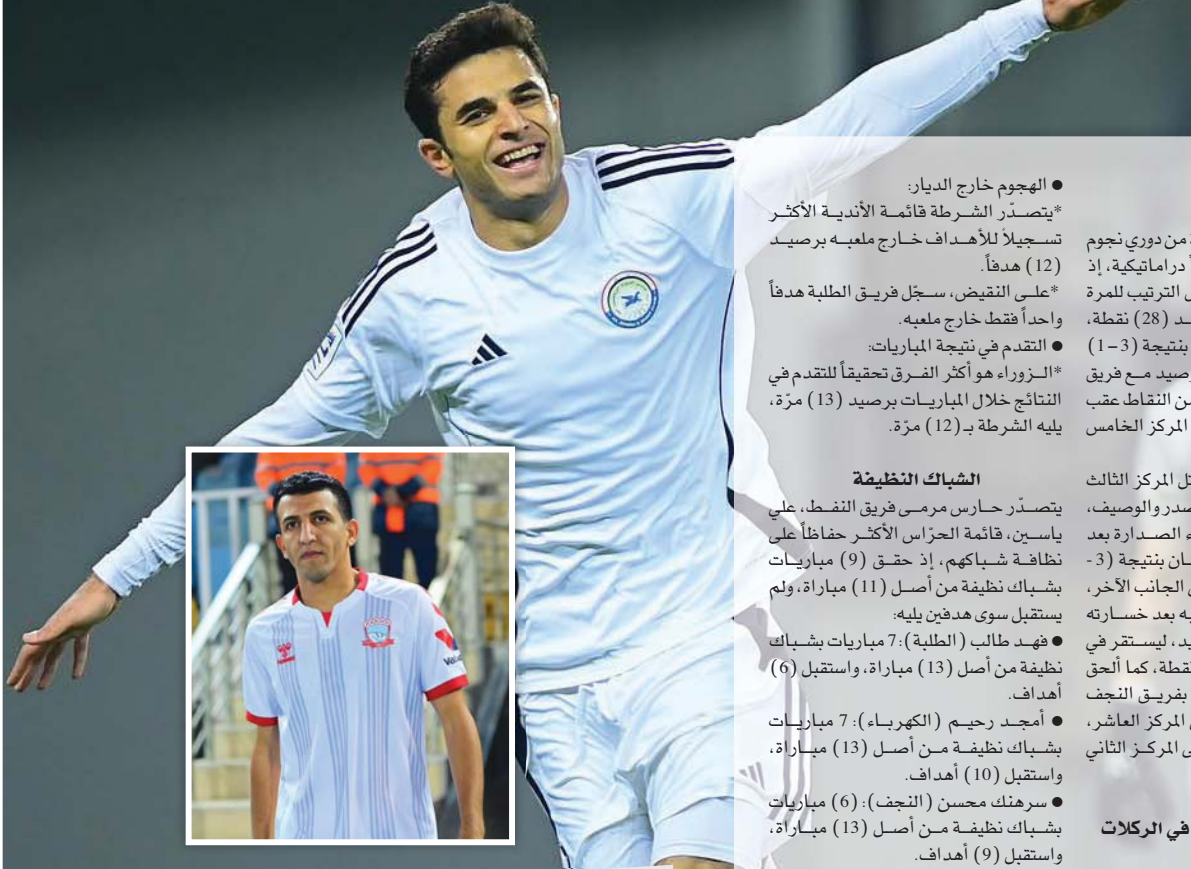 من دوري نجوم
دراماتيكية، إذ
الترتيب للمرة
(28) نقطة،
بنتيجة (3-1)
مع فريق
النقاط عقب
المركز الخامس
المركز الثالث
والوصيف،
الصدارة بعد
بنتيجة (3-
الجانب الآخر،
بعد خسارته
ليستقر في
كما ألحق
بفريق النجف
المركز العاشر،
المركز الثاني
في الركلات
● الهجوم خارج الديار:
*يتصدّر الشرطة قائمة الأندية الأكثر
تسجيلاً للأهداف خارج ملعبه برصيد
(12) هدفاً.
*على النقيض، سجّل فريق الطلبة هدفاً
واحداً فقط خارج ملعبه.
● التقدم في نتيجة المباريات:
*الزوراء هو أكثر الفرق تحقيقاً للتقدم في
النتائج خلال المباريات برصيد (13) مرّة،
يليه الشرطة بـ(12) مرّة.
الشباك النظيفة
يتصدّر حارس مرمى فريق النفط، علي
ياسين، قائمة الحرّاس الأكثر حفاظاً على
نظافة شباكهم، إذ حقق (9) مباريات
بشباك نظيفة من أصل (11) مباراة، ولم
يستقبل سوى هدفين يليه:
● فهد طالب (الطلبة): 7 مباريات بشباك
نظيفة من أصل (13) مباراة، واستقبل (6)
أهداف.
● أمجد رحيم (الكهرباء): 7 مباريات
بشباك نظيفة من أصل (13) مباراة،
واستقبل (10) أهداف.
● سرهنك محسن (النجف): (6) مباريات
بشباك نظيفة من أصل (13) مباراة،
واستقبل (9) أهداف.